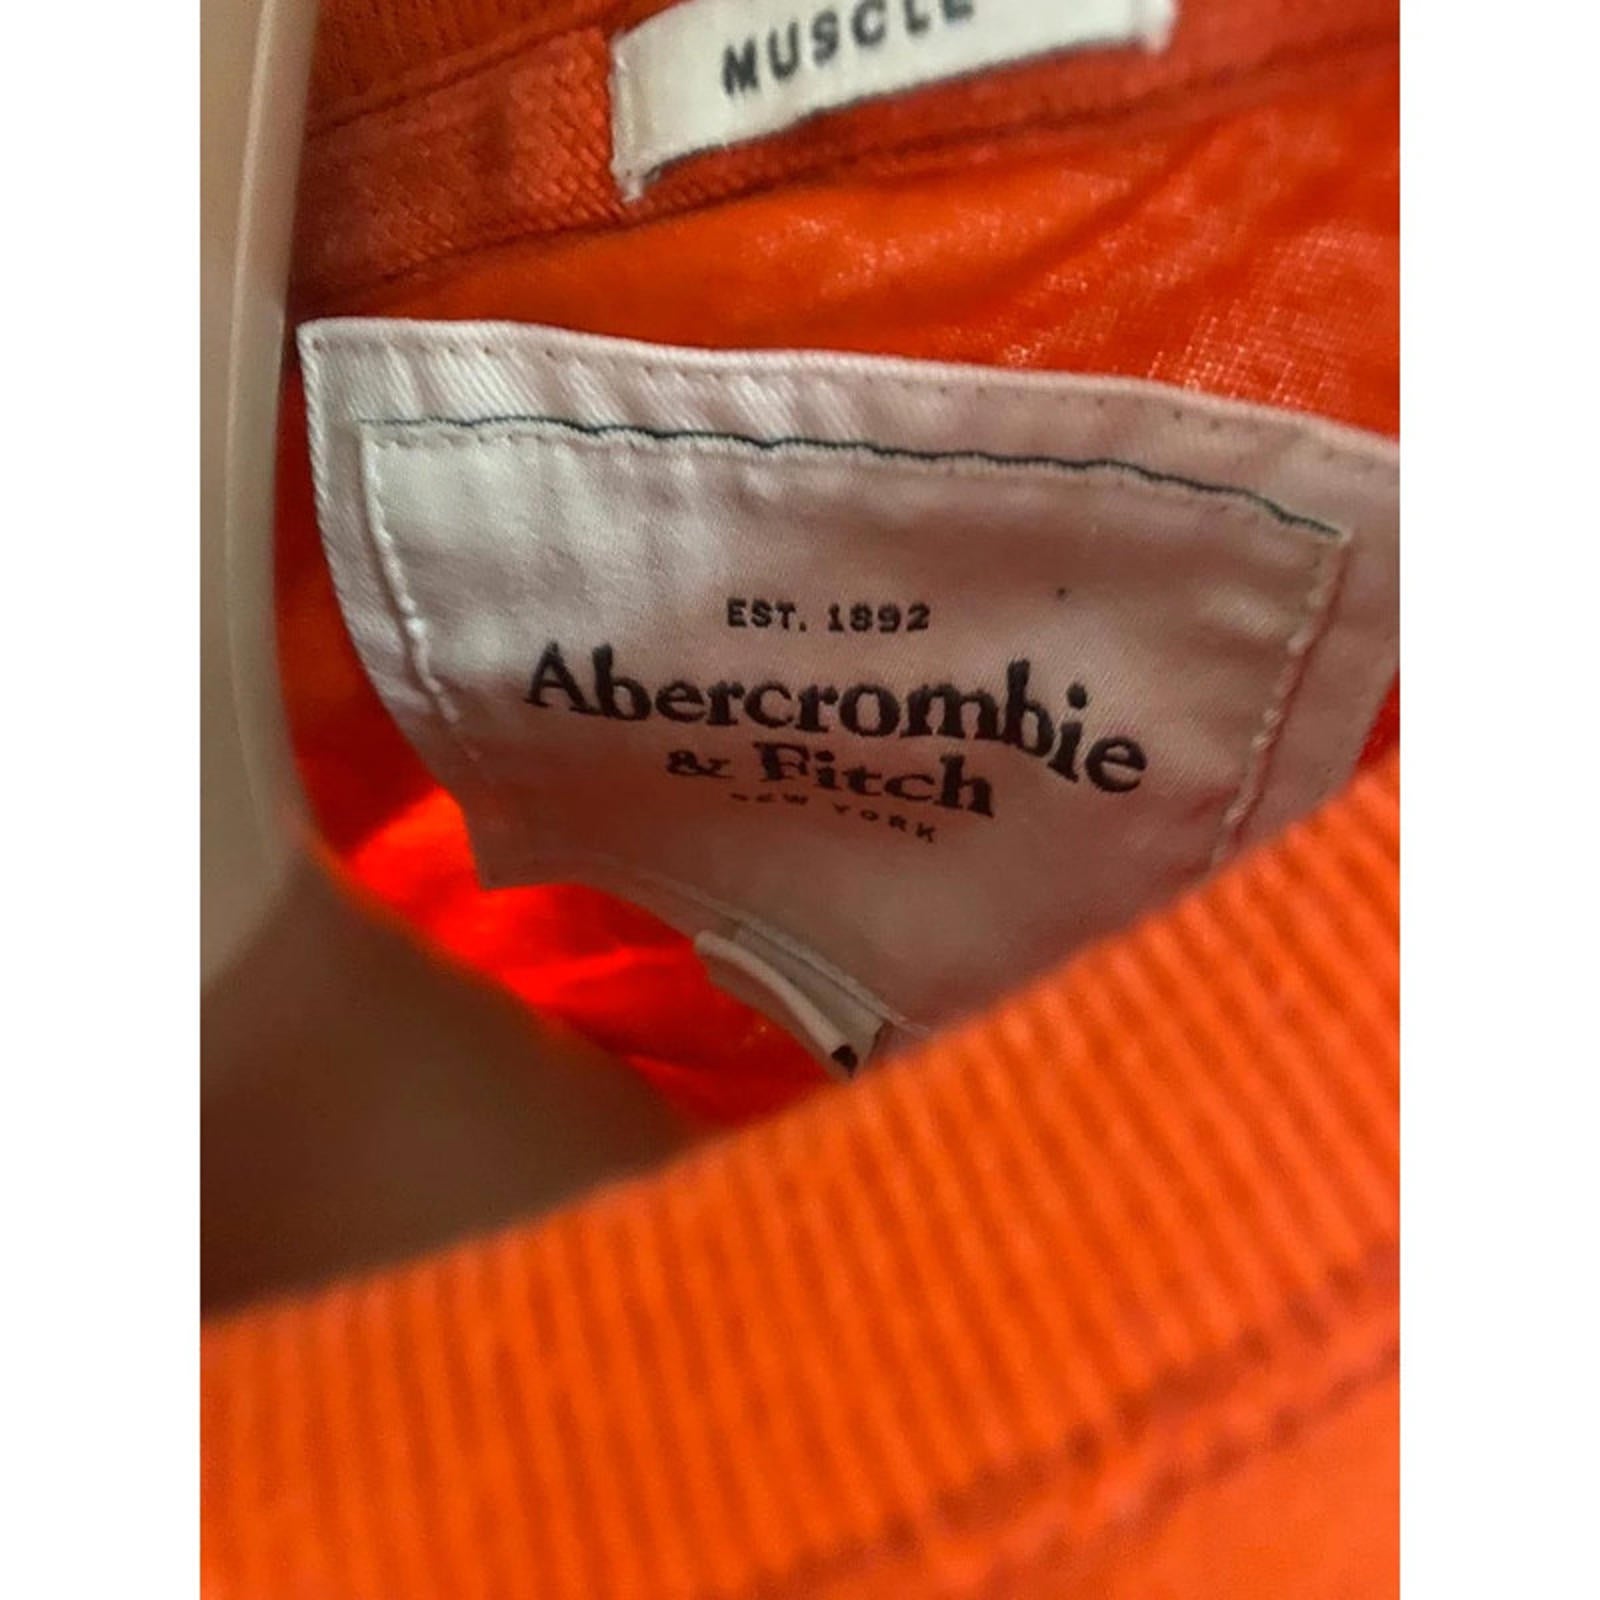 MUSCLE
EST. 1892
Abercrombie
& Fitch
NEW YORK